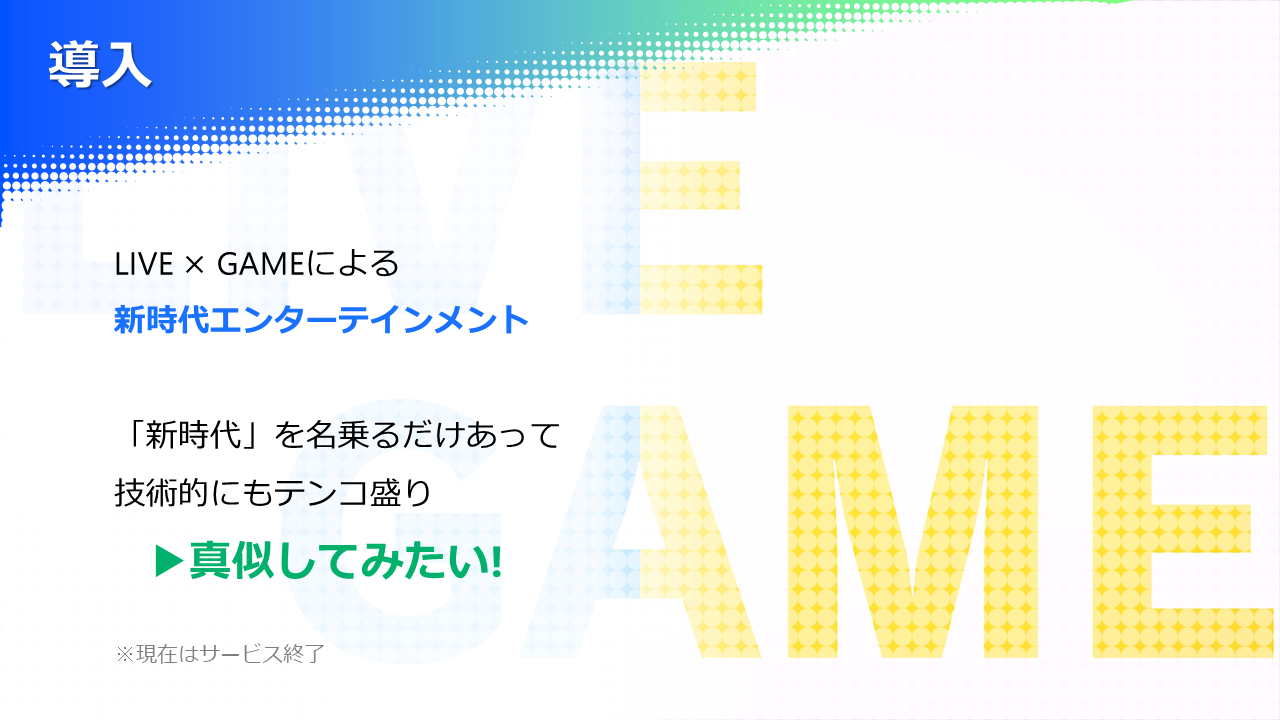 導入
LIVE
LIVE × GAMEによる
新時代エンターテインメント
「新時代」を名乗るだけあって
技術的にもテンコ盛り
▶真似してみたい!
GAME
※現在はサービス終了